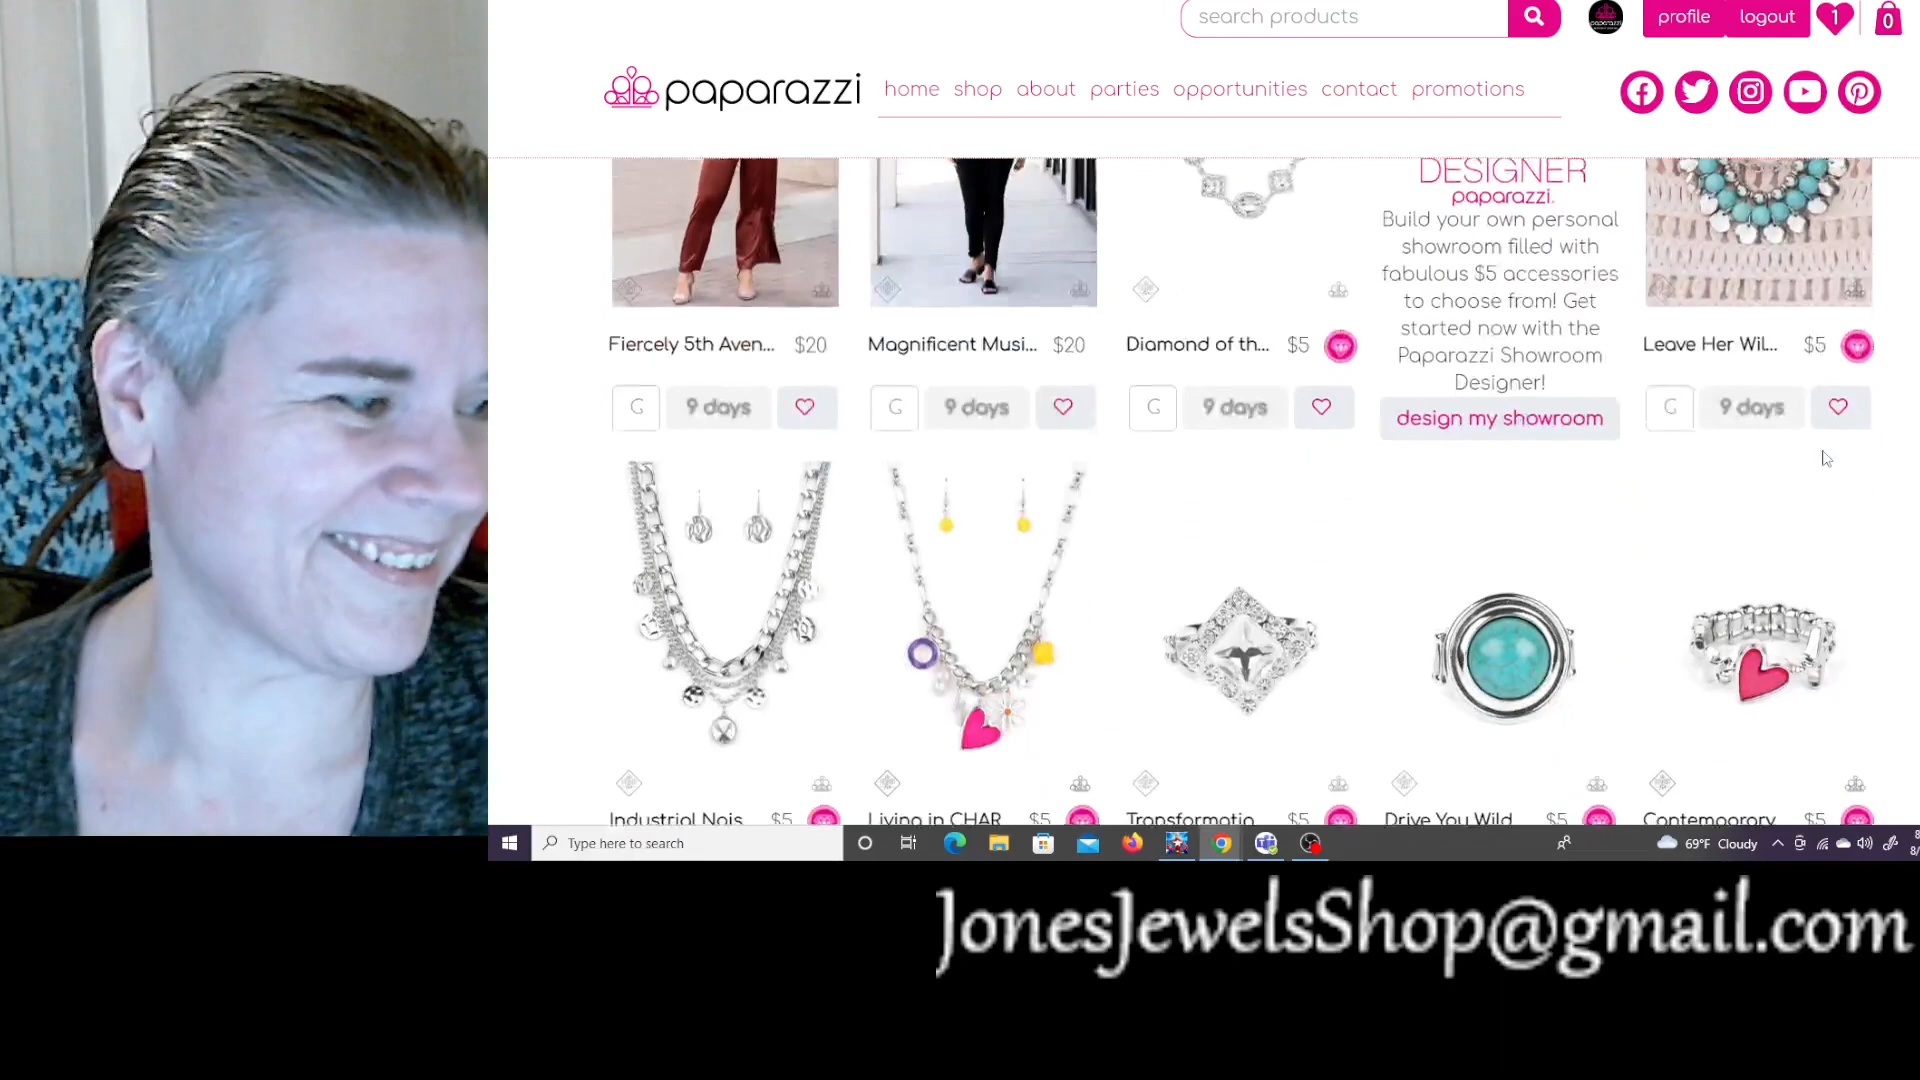 search products
profile
logout
1
0
paparazzi
home shop about parties opportunities contact promotions
DESIGNER
paparazzi.
Build your own personal
showroom filled with
fabulous $5 accessories
to choose from! Get
started now with the
Paparazzi Showroom
Designer!
design my showroom
Fiercely 5th Aven... $20
Magnificent Musi... $20
Diamond of th... $5
Leave Her Wil... $5
G 9 days
G 9 days
G 9 days
G 9 days
Industrial Nois $5
Living in CHAR $5
Transformatio $5
Drive You Wild $5
Contemporary $5
Type here to search
69°F Cloudy
JonesJewelsShop@gmail.com